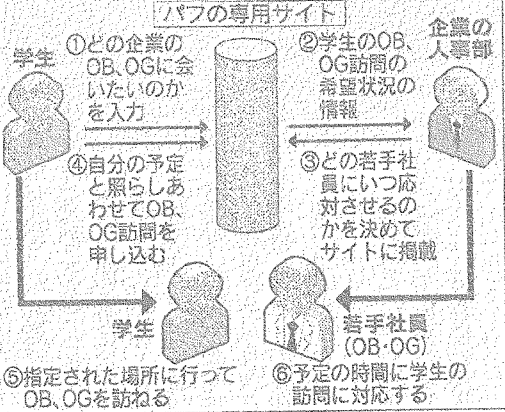 パフの専用サイト
学生
①どの企業の
OB、OGに会
いたいのか
を入力
②学生のOB、
OG訪問の
希望状況の
情報
企業の
人事部
④自分の予定
と照らしあ
わせてOB、
OG訪問を
申し込む
③どの若手社
員にいつ応
対させるの
かを決めて
サイトに掲載
学生
若手社員
(OB・OG)
⑤指定された場所に行って
OB、OGを訪ねる
⑥予定の時間に学生の
訪問に対応する